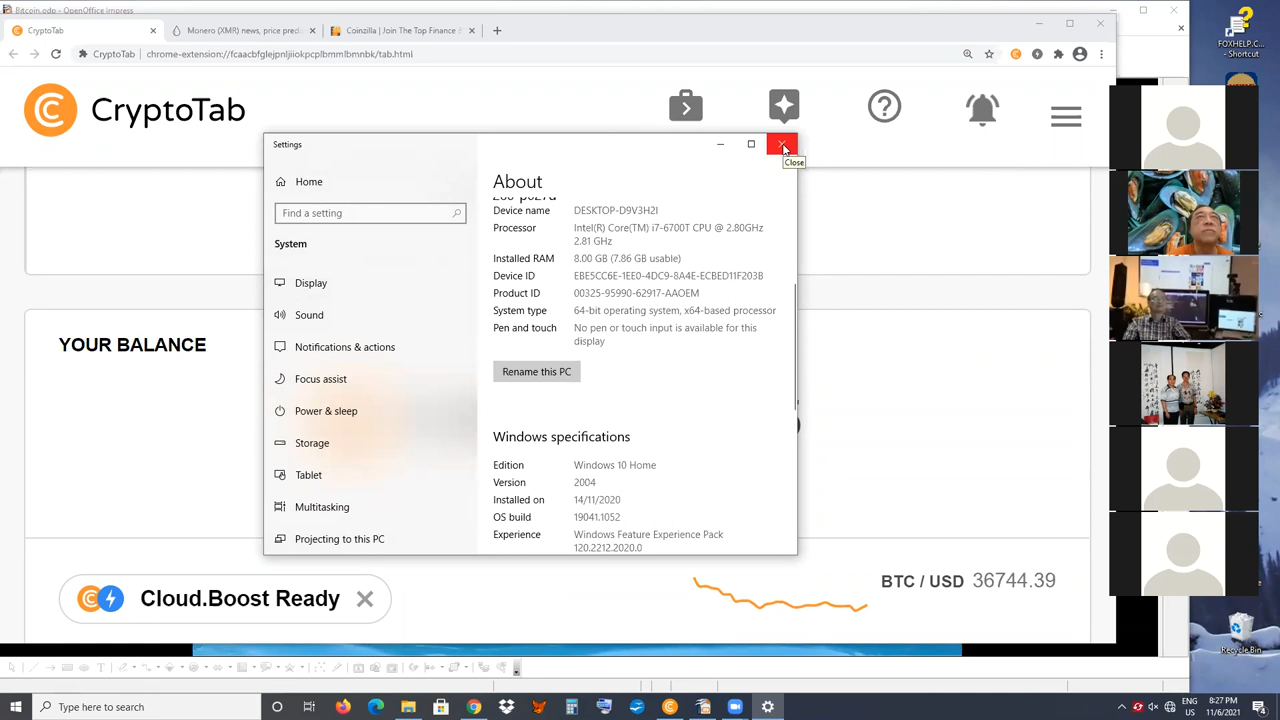 Bitcoin.odp - OpenOffice Impress
CryptoTab
Monero (XMR) news, price pred
Coinzilla | Join The Top Finance &
CryptoTab
chrome-extension://fcaacbfglejpnljiiokpcplbmmlbmnbk/tab.html
FOXHELP.C...
- Shortcut
CryptoTab
Settings
Close
Home
Find a setting
System
Display
Sound
Notifications & actions
Focus assist
Power & sleep
Storage
Tablet
Multitasking
Projecting to this PC
About
Device name DESKTOP-D9V3H2I
Processor Intel(R) Core(TM) i7-6700T CPU @ 2.80GHz
2.81 GHz
Installed RAM 8.00 GB (7.86 GB usable)
Device ID EBE5CC6E-1EE0-4DC9-8A4E-ECBED11F203B
Product ID 00325-95990-62917-AAOEM
System type 64-bit operating system, x64-based processor
Pen and touch No pen or touch input is available for this
display
Rename this PC
Windows specifications
Edition Windows 10 Home
Version 2004
Installed on 14/11/2020
OS build 19041.1052
Experience Windows Feature Experience Pack
120.2212.2020.0
YOUR BALANCE
Cloud.Boost Ready
BTC / USD 36744.39
Recycle Bin
Type here to search
ENG
US
8:27 PM
11/6/2021
4